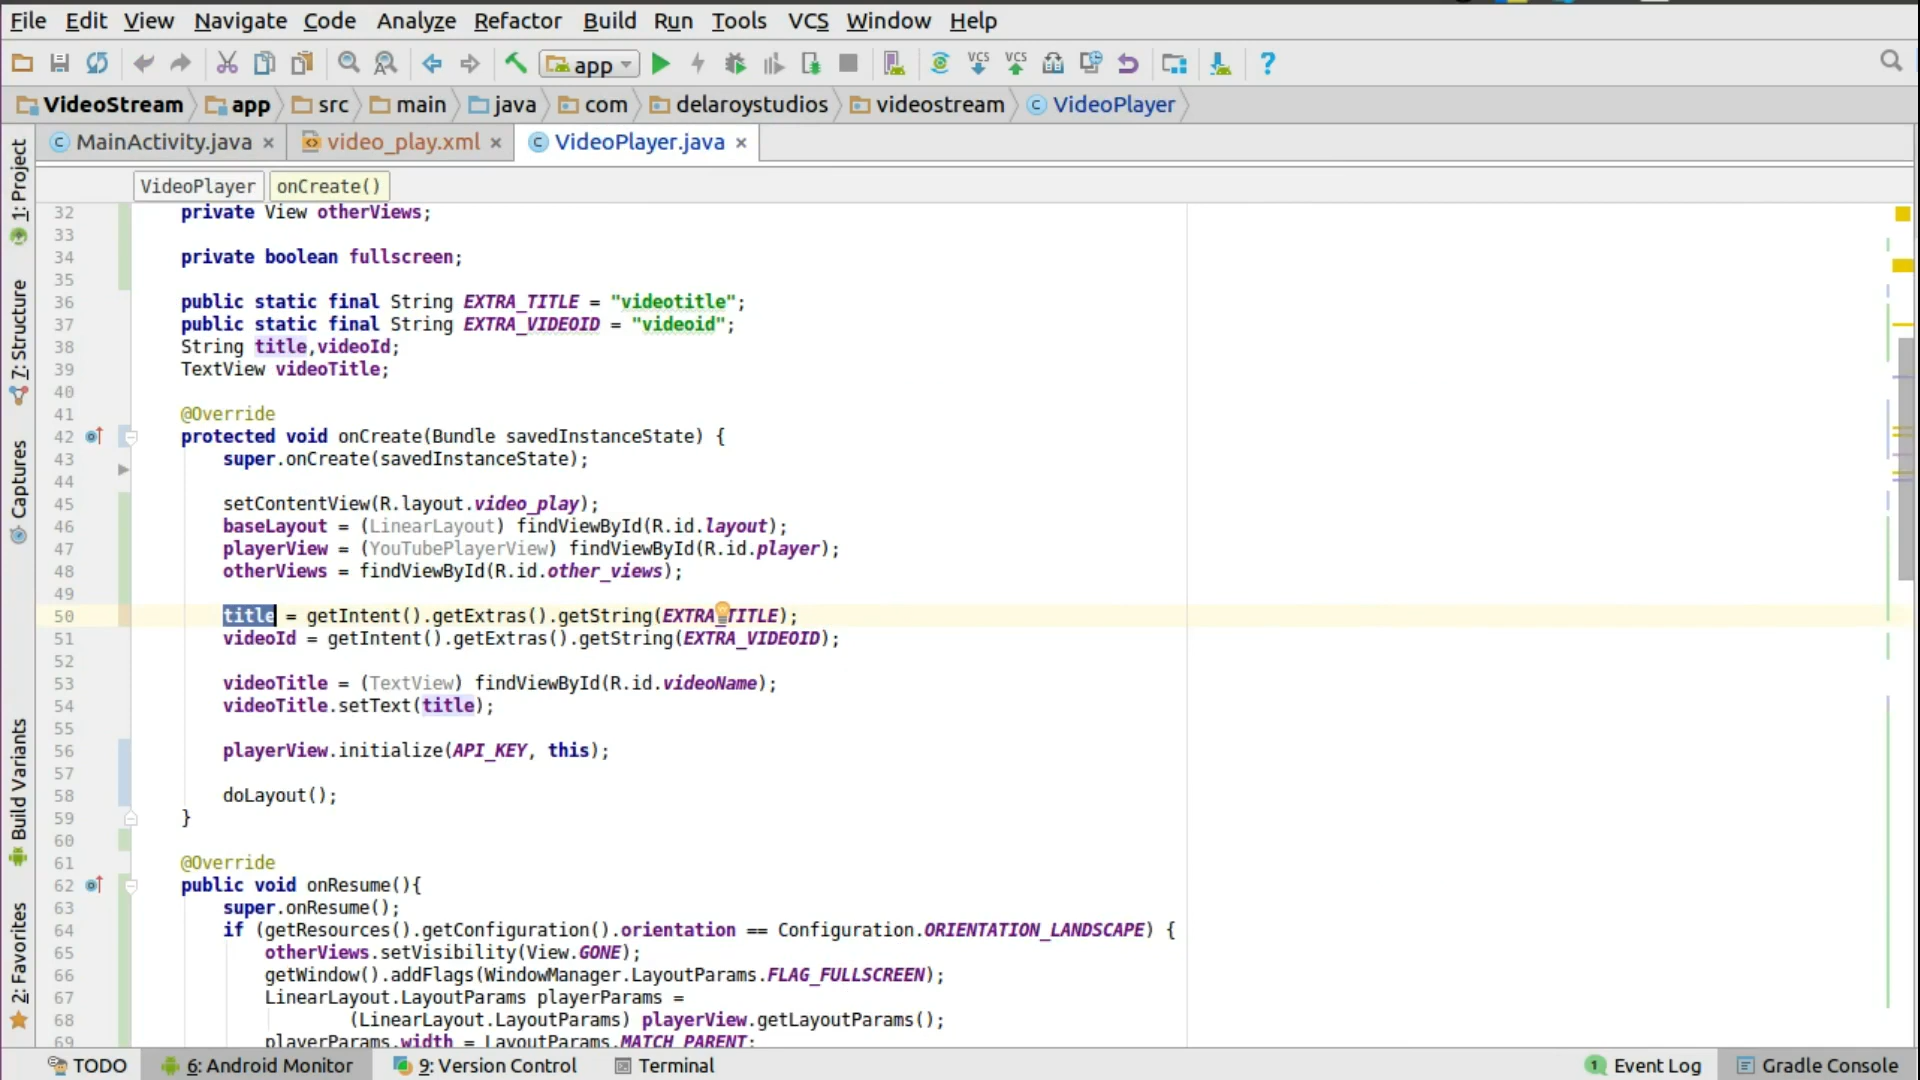 File Edit View Navigate Code Analyze Refactor Build Run Tools VCS Window Help
app VCS VCS ?
VideoStream app src main java com delaroystudios videostream VideoPlayer
MainActivity.java video_play.xml VideoPlayer.java
VideoPlayer onCreate()
32 private View otherViews;
33
34 private boolean fullscreen;
35
36 public static final String EXTRA_TITLE = "videotitle";
37 public static final String EXTRA_VIDEOID = "videoid";
38 String title,videoId;
39 TextView videoTitle;
40
41 @Override
42 protected void onCreate(Bundle savedInstanceState) {
43 super.onCreate(savedInstanceState);
44
45 setContentView(R.layout.video_play);
46 baseLayout = (LinearLayout) findViewById(R.id.layout);
47 playerView = (YouTubePlayerView) findViewById(R.id.player);
48 otherViews = findViewById(R.id.other_views);
49
50 title = getIntent().getExtras().getString(EXTRA_TITLE);
51 videoId = getIntent().getExtras().getString(EXTRA_VIDEOID);
52
53 videoTitle = (TextView) findViewById(R.id.videoName);
54 videoTitle.setText(title);
55
56 playerView.initialize(API_KEY, this);
57
58 doLayout();
59 }
60
61 @Override
62 public void onResume(){
63 super.onResume();
64 if (getResources().getConfiguration().orientation == Configuration.ORIENTATION_LANDSCAPE) {
65 otherViews.setVisibility(View.GONE);
66 getWindow().addFlags(WindowManager.LayoutParams.FLAG_FULLSCREEN);
67 LinearLayout.LayoutParams playerParams =
68 (LinearLayout.LayoutParams) playerView.getLayoutParams();
69 playerParams.width = LayoutParams.MATCH_PARENT;
1: Project
7: Structure
Captures
Build Variants
2: Favorites
TODO 6: Android Monitor 9: Version Control Terminal 1 Event Log Gradle Console